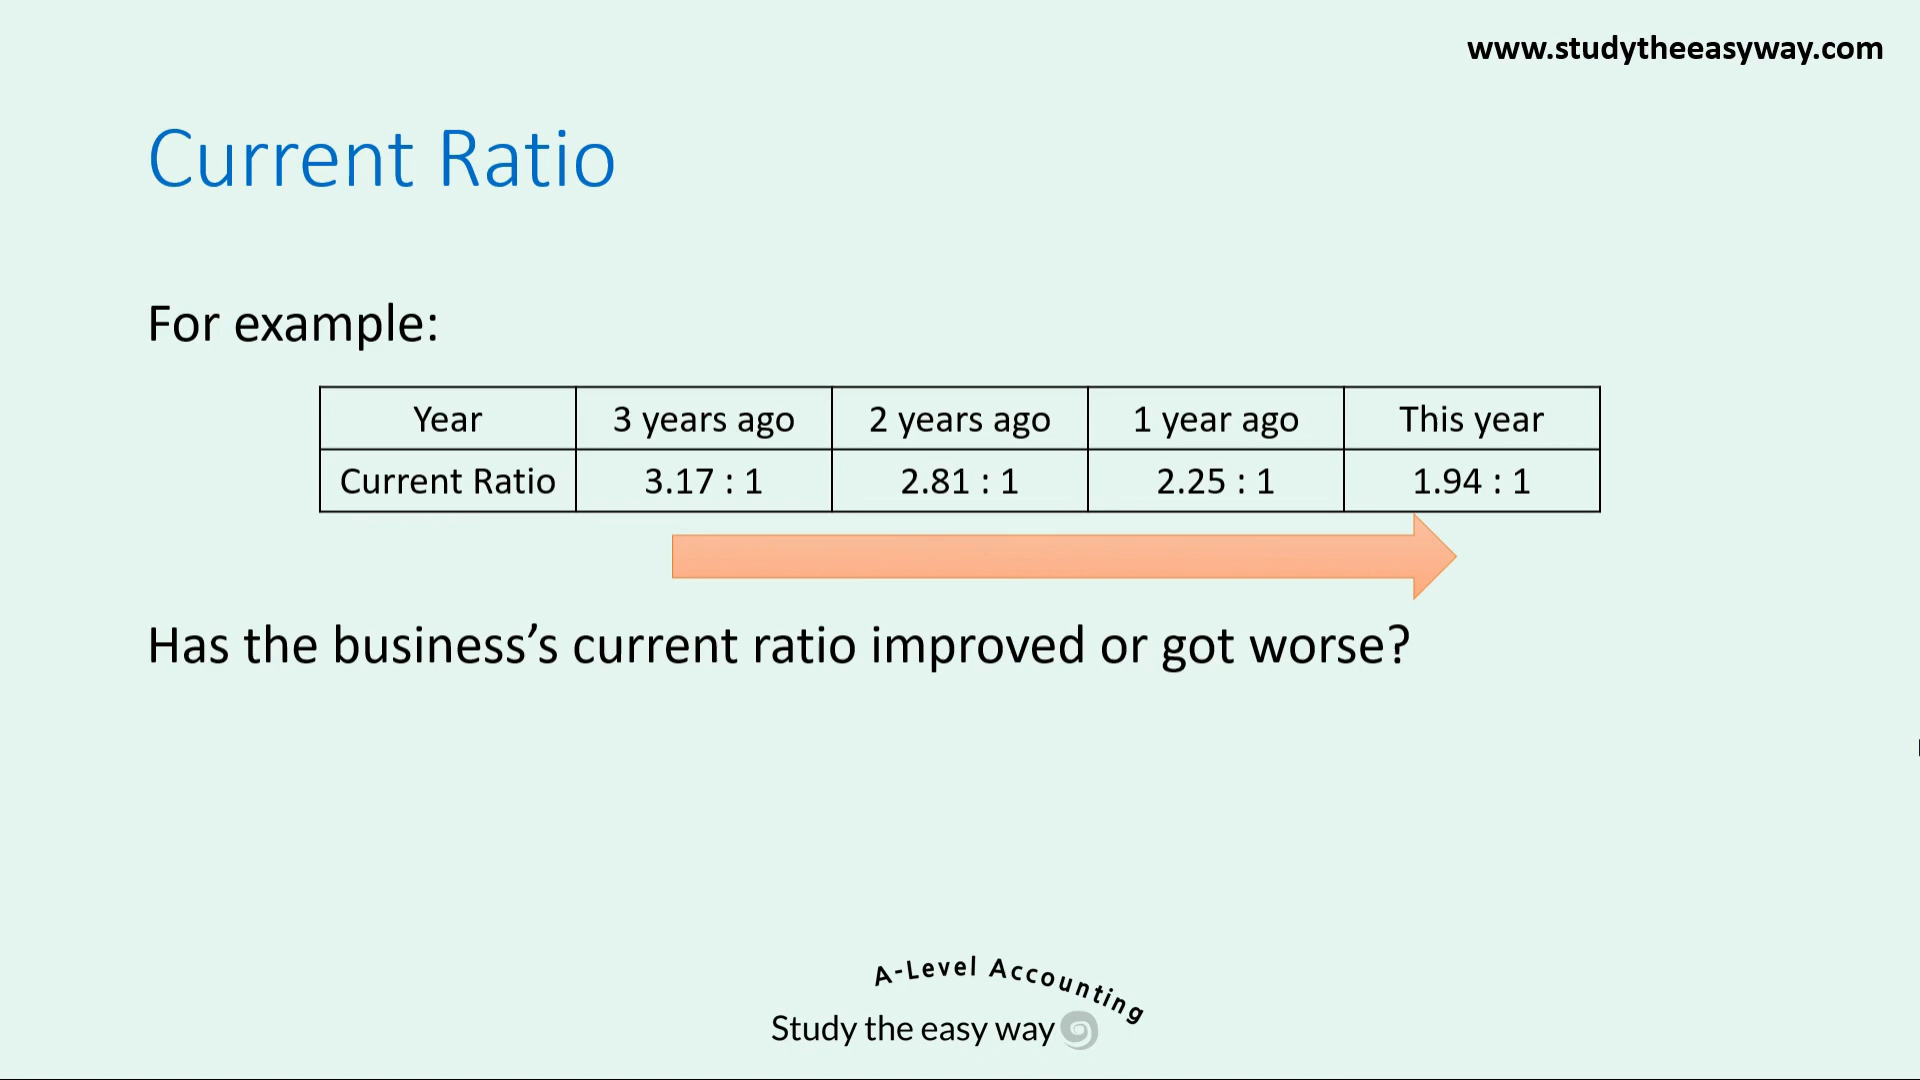 www.studytheeasyway.com
Current Ratio
For example:
Year 3 years ago 2 years ago 1 year ago This year
Current Ratio 3.17 : 1 2.81 : 1 2.25 : 1 1.94 : 1
Has the business’s current ratio improved or got worse?
A-Level Accounting
Study the easy way